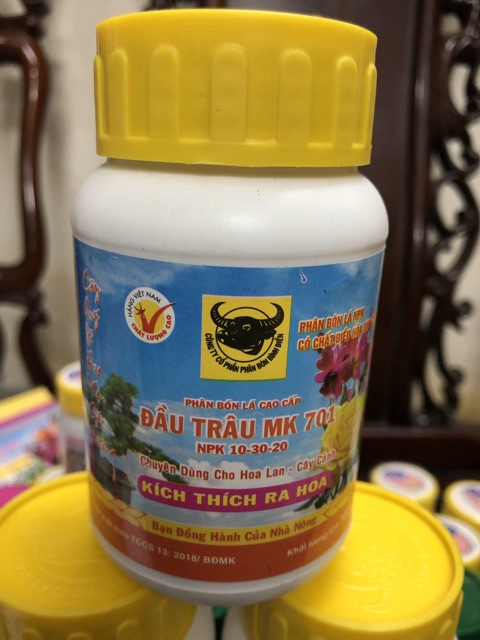 HÀNG VIỆT NAM
CHẤT LƯỢNG CAO
CÔNG TY CỔ PHẦN PHÂN BÓN BÌNH ĐIỀN
PHÂN BÓN LÁ NPK
CÓ CHẤT ĐIỀU HÒA
PHÂN BÓN LÁ CAO CẤP
ĐẦU TRÂU MK 701
NPK 10-30-20
Chuyên Dùng Cho Hoa Lan - Cây Cảnh
KÍCH THÍCH RA HOA
Bạn Đồng Hành Của Nhà Nông
TCCS 13: 2018/ BĐMK
Khối lượng